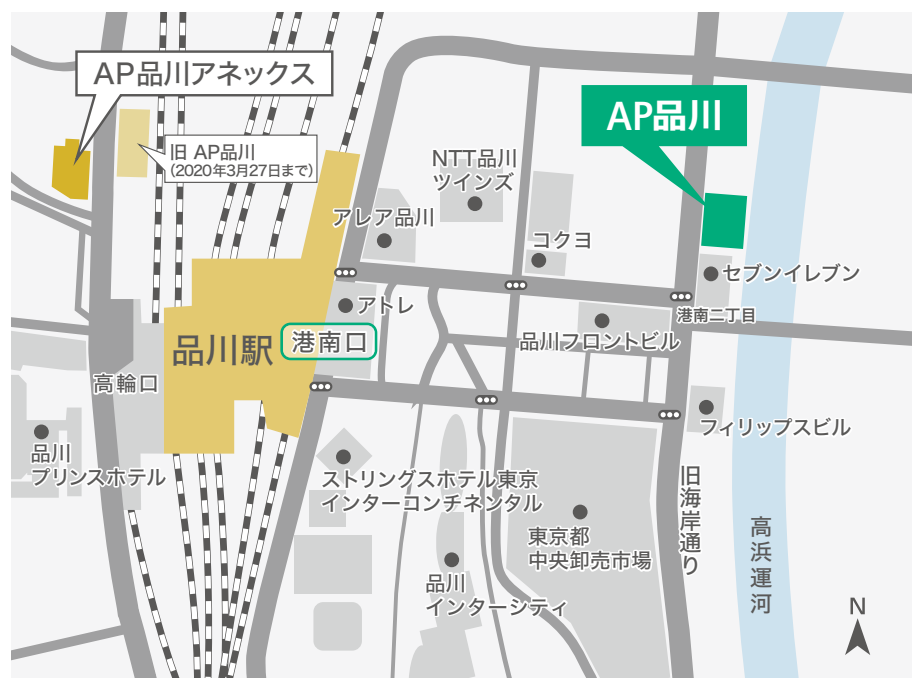 AP品川アネックス
旧 AP品川
(2020年3月27日まで)
AP品川
NTT品川
ツインズ
アレア品川
コクヨ
セブンイレブン
アトレ
港南二丁目
品川フロントビル
品川駅
港南口
高輪口
フィリップスビル
品川
プリンスホテル
ストリングスホテル東京
インターコンチネンタル
旧海岸通り
東京都
中央卸売市場
高浜運河
品川
インターシティ
N